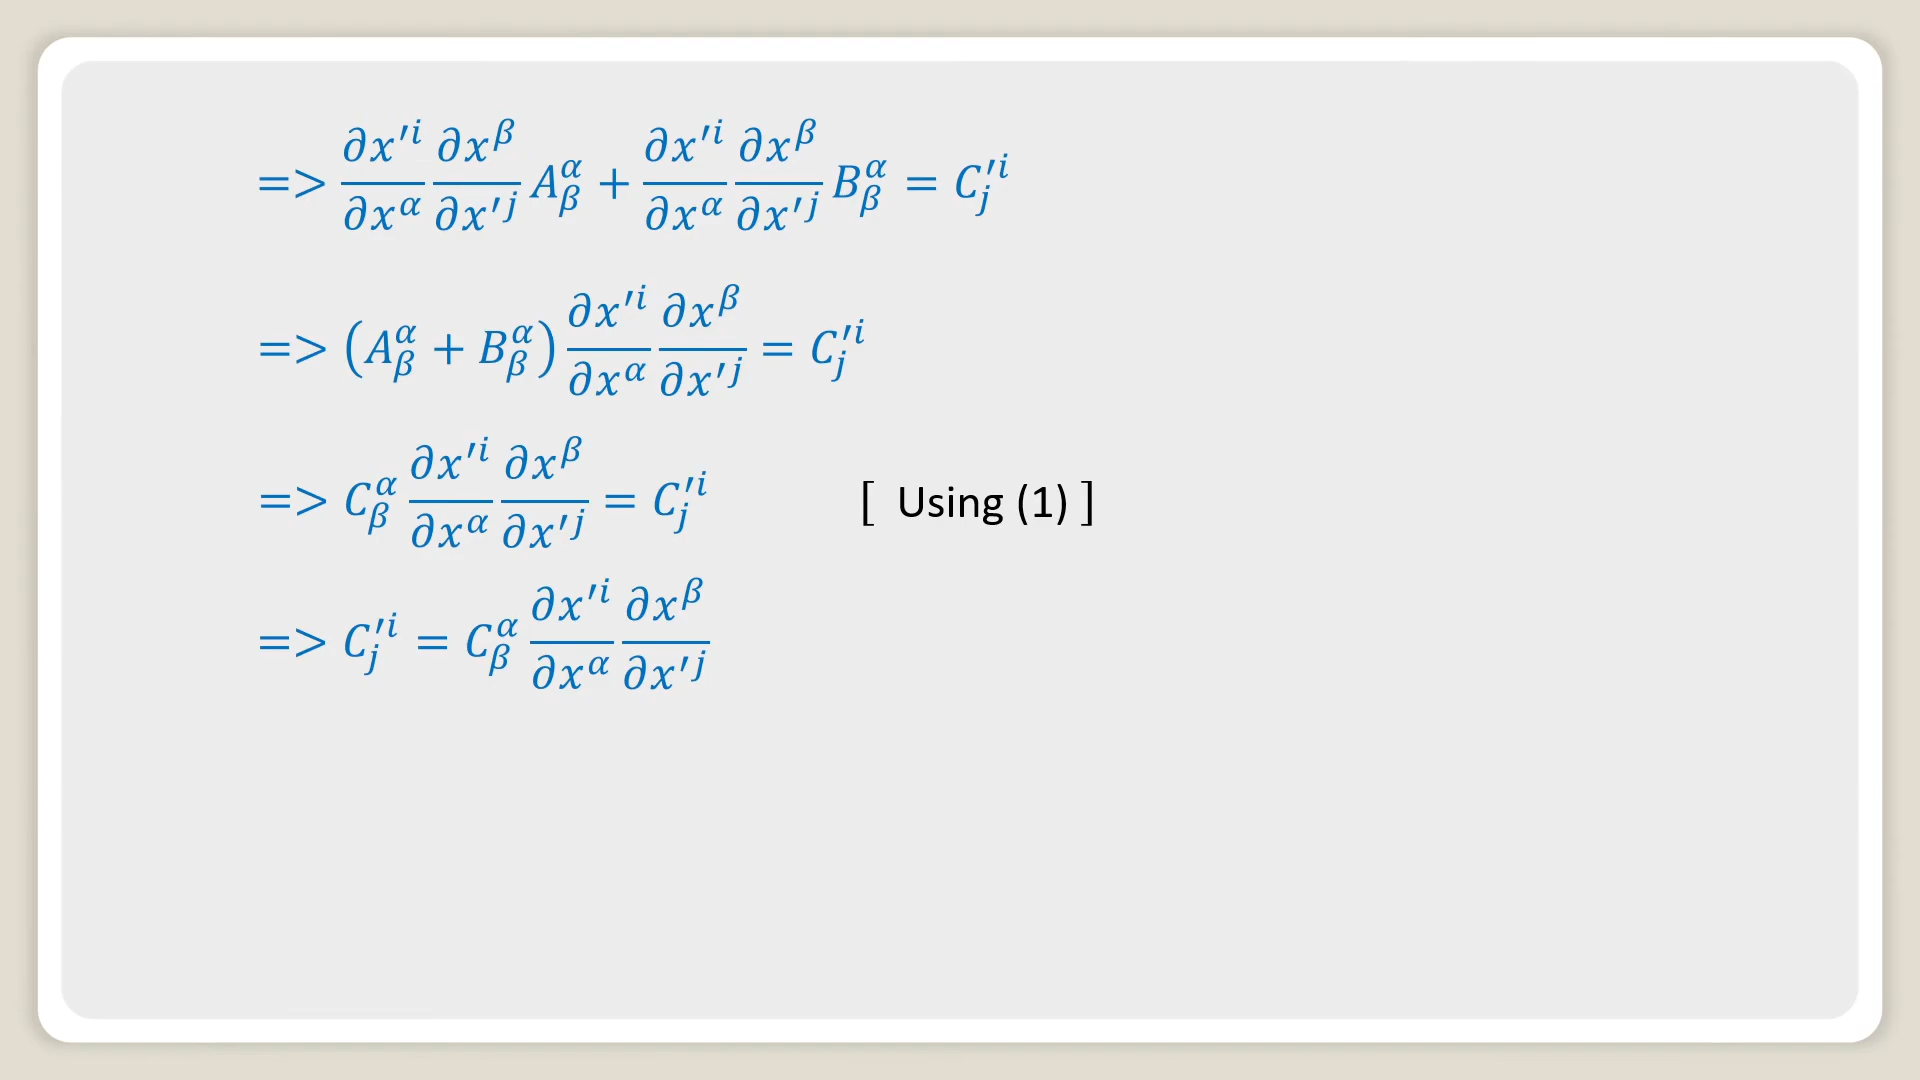 => ∂x′ⁱ/∂x^α ∂x^β/∂x′^j A^α_β + ∂x′ⁱ/∂x^α ∂x^β/∂x′^j B^α_β = C′ⁱ_j
=> (A^α_β + B^α_β) ∂x′ⁱ/∂x^α ∂x^β/∂x′^j = C′ⁱ_j
=> C^α_β ∂x′ⁱ/∂x^α ∂x^β/∂x′^j = C′ⁱ_j [ Using (1) ]
=> C′ⁱ_j = C^α_β ∂x′ⁱ/∂x^α ∂x^β/∂x′^j